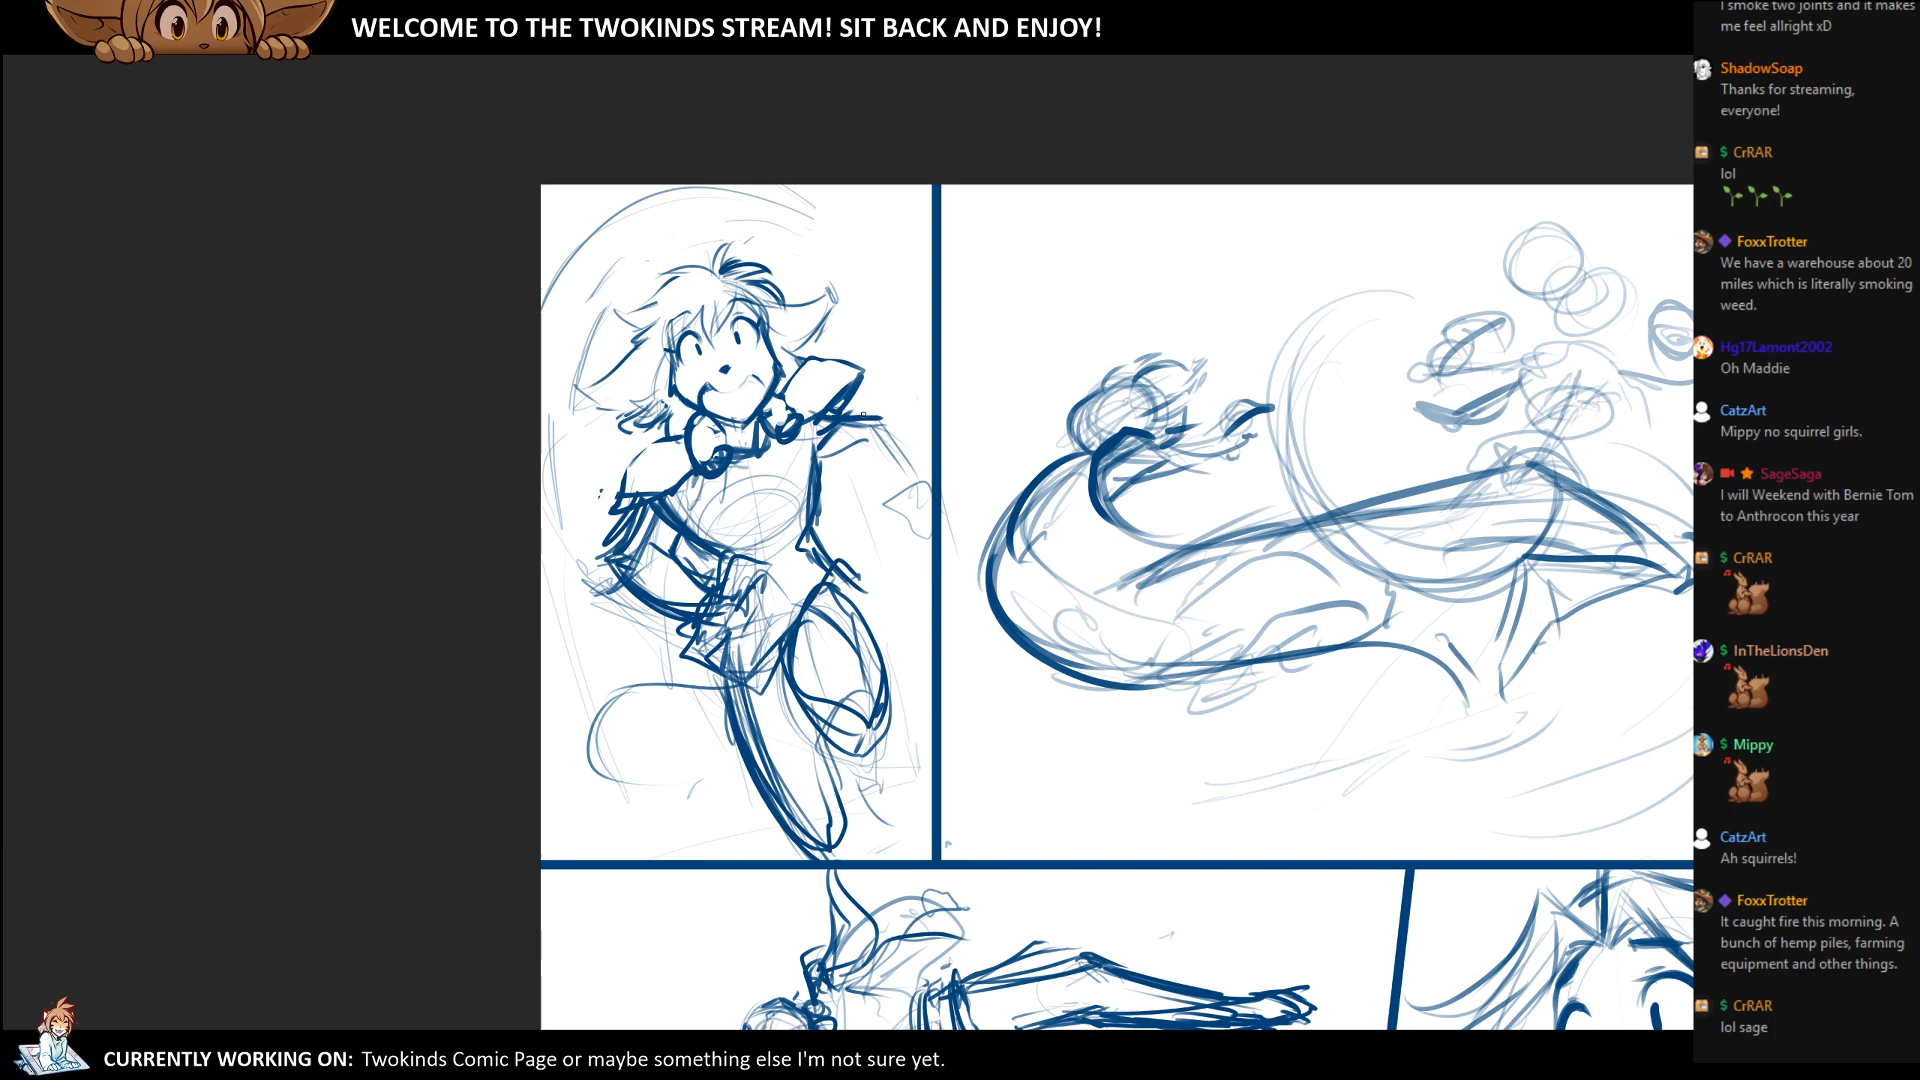 WELCOME TO THE TWOKINDS STREAM! SIT BACK AND ENJOY!
I smoke two joints and it makes
me feel allright xD
ShadowSoap
Thanks for streaming,
everyone!
$ CrRAR
lol
FoxxTrotter
We have a warehouse about 20
miles which is literally smoking
weed.
Hg17Lamont2002
Oh Maddie
CatzArt
Mippy no squirrel girls.
SageSaga
I will Weekend with Bernie Tom
to Anthrocon this year
$ CrRAR
$ InTheLionsDen
$ Mippy
CatzArt
Ah squirrels!
FoxxTrotter
It caught fire this morning. A
bunch of hemp piles, farming
equipment and other things.
$ CrRAR
lol sage
CURRENTLY WORKING ON: Twokinds Comic Page or maybe something else I'm not sure yet.